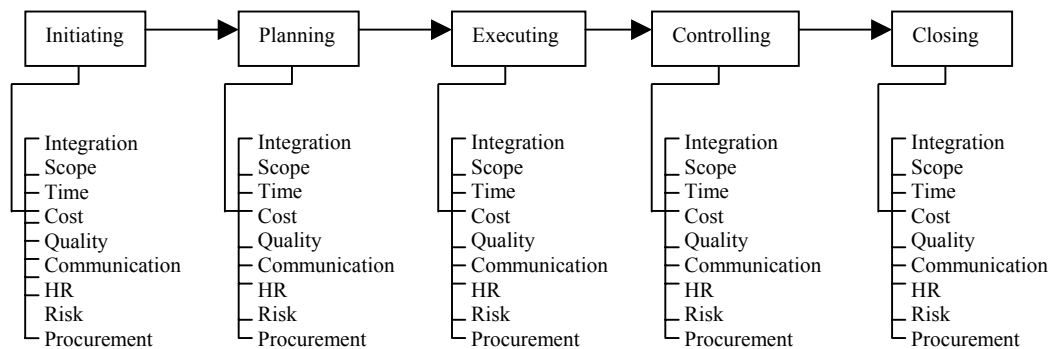 Initiating Planning Executing Controlling Closing
Integration Integration Integration Integration Integration
Scope Scope Scope Scope Scope
Time Time Time Time Time
Cost Cost Cost Cost Cost
Quality Quality Quality Quality Quality
Communication Communication Communication Communication Communication
HR HR HR HR HR
Risk Risk Risk Risk Risk
Procurement Procurement Procurement Procurement Procurement